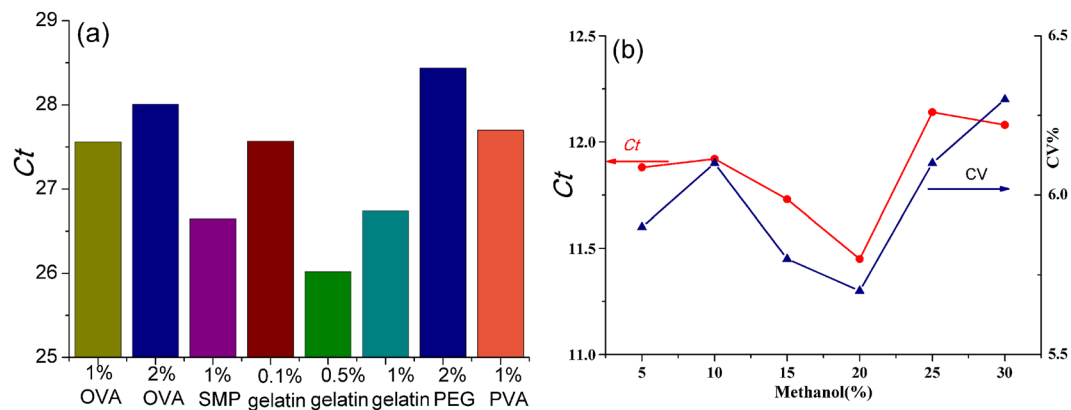 (a)
Ct
29
28
27
26
25
1% 2% 1% 0.1% 0.5% 1% 2% 1%
OVA OVA SMP gelatin gelatin gelatin PEG PVA
(b)
Ct
12.5
12.0
11.5
11.0
Ct
CV
6.5
6.0
5.5
CV%
5 10 15 20 25 30
Methanol(%)